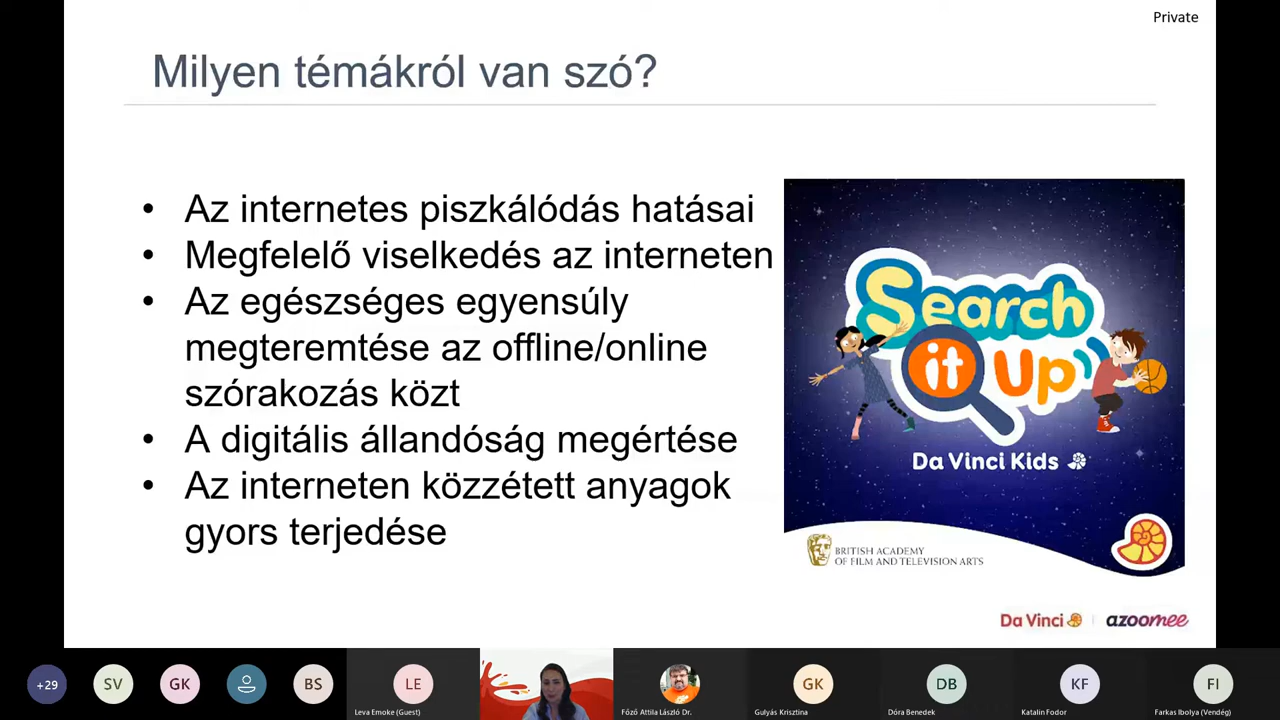 Private
Milyen témákról van szó?
• Az internetes piszkálódás hatásai
• Megfelelő viselkedés az interneten
• Az egészséges egyensúly
megteremtése az offline/online
szórakozás közt
• A digitális állandóság megértése
• Az interneten közzétett anyagok
gyors terjedése
Search
it Up
Da Vinci Kids
BRITISH ACADEMY
OF FILM AND TELEVISION ARTS
Da Vinci | azoomee
+29
SV
GK
BS
LE
GK
DB
KF
FI
Leva Emoke (Guest)
Főző Attila László Dr.
Gulyás Krisztina
Dóra Benedek
Katalin Fodor
Farkas Ibolya (Vendég)